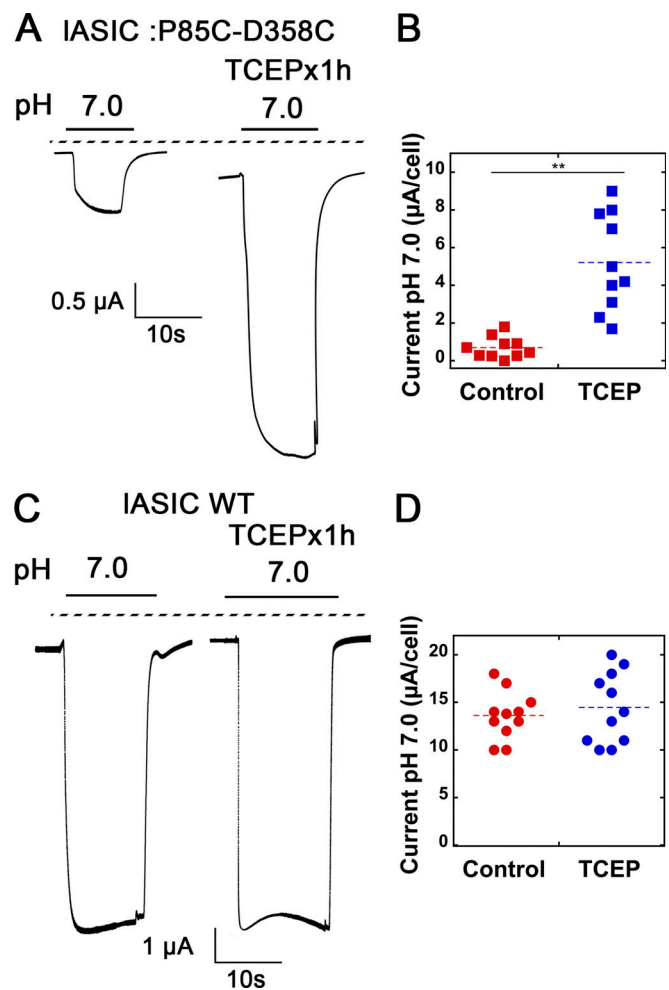 A lASIC :P85C-D358C
TCEPx1h
pH 7.0 7.0
0.5 µA
10s
B
**
Current pH 7.0 (µA/cell)
10
8
6
4
2
0
Control TCEP
C lASIC WT
TCEPx1h
pH 7.0 7.0
1 µA
10s
D
Current pH 7.0 (µA/cell)
20
15
10
5
0
Control TCEP